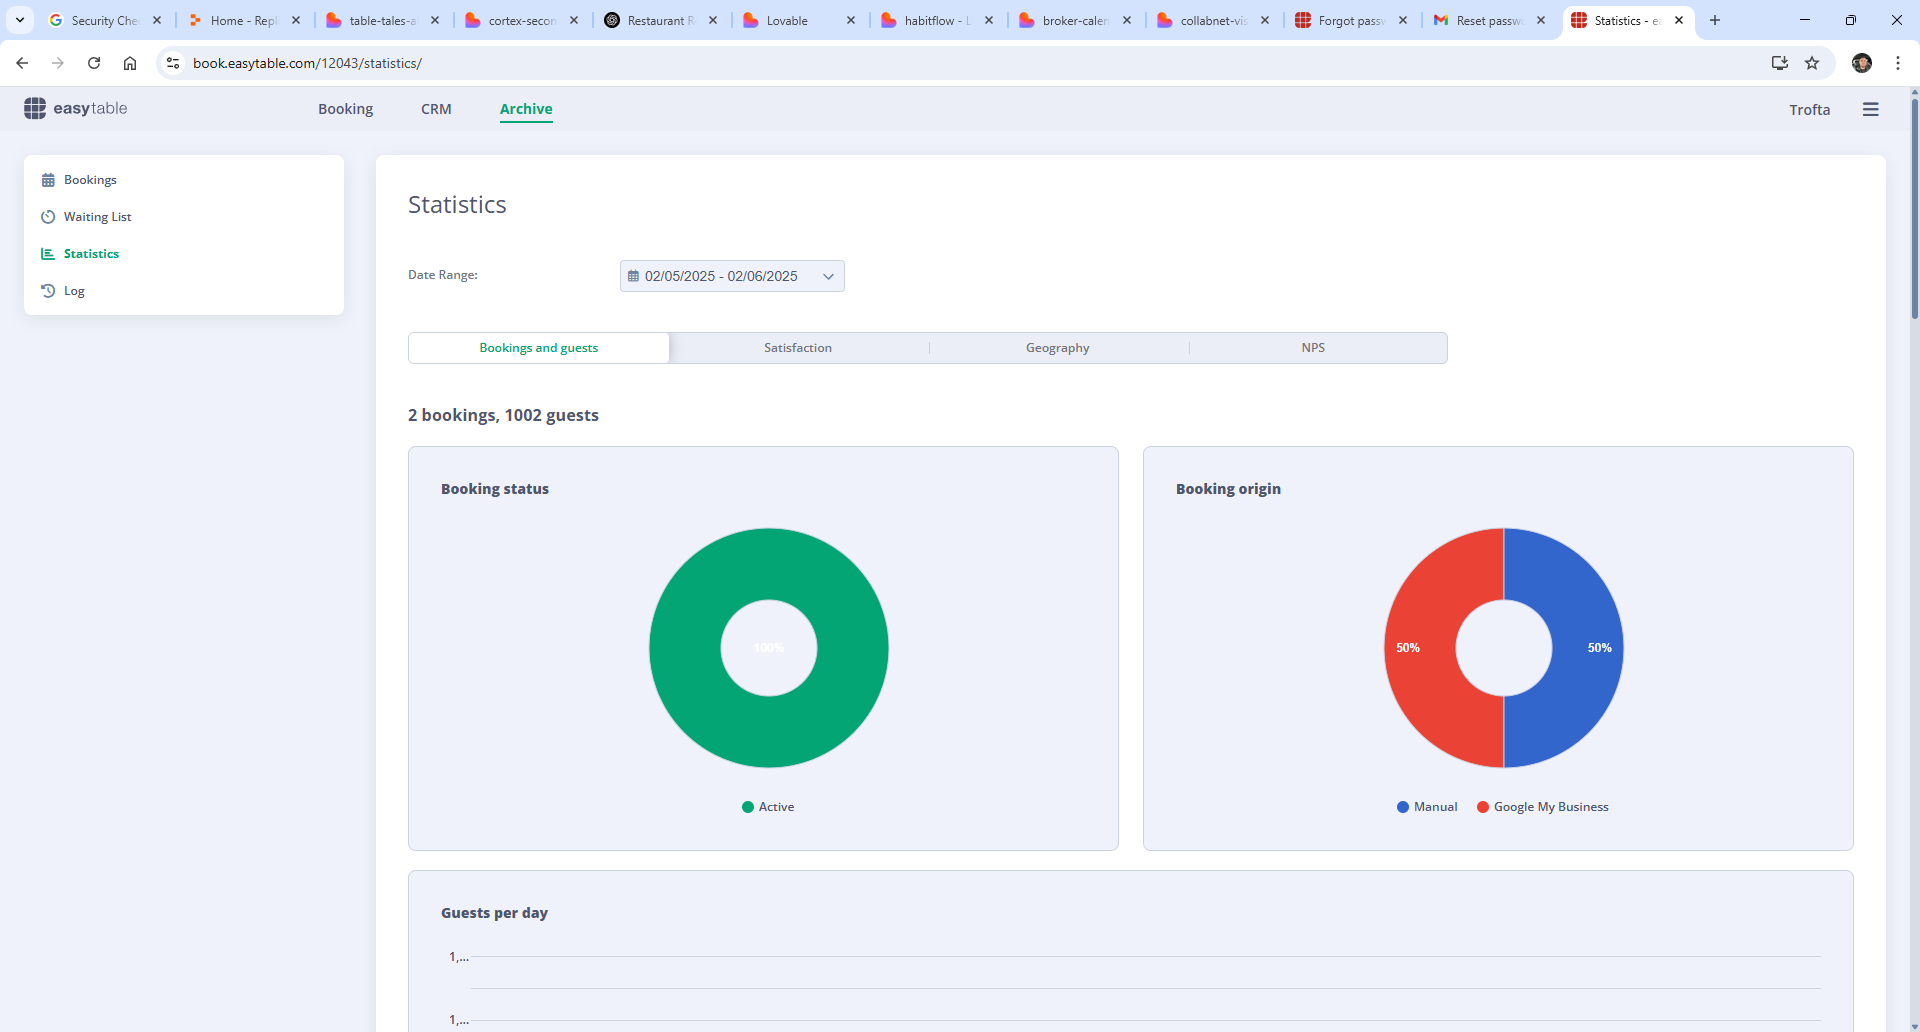 Security Che
Home - Repl
table-tales-a
cortex-secon
Restaurant R
Lovable
habitflow - L
broker-calen
collabnet-vis
Forgot passw
Reset passwo
Statistics - ea
book.easytable.com/12043/statistics/
easytable
Booking
CRM
Archive
Trofta
Bookings
Waiting List
Statistics
Log
Statistics
Date Range:
02/05/2025 - 02/06/2025
Bookings and guests
Satisfaction
Geography
NPS
2 bookings, 1002 guests
Booking status
100%
Active
Booking origin
50%
50%
Manual
Google My Business
Guests per day
1,...
1,...